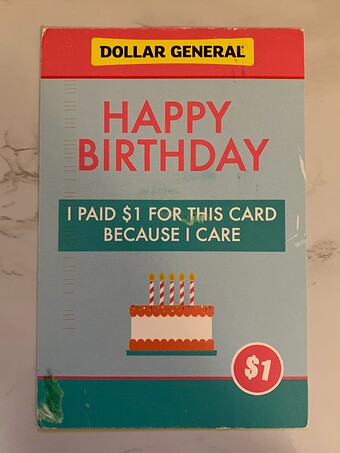 DOLLAR GENERAL
HAPPY
BIRTHDAY
I PAID $1 FOR THIS CARD
BECAUSE I CARE
$1